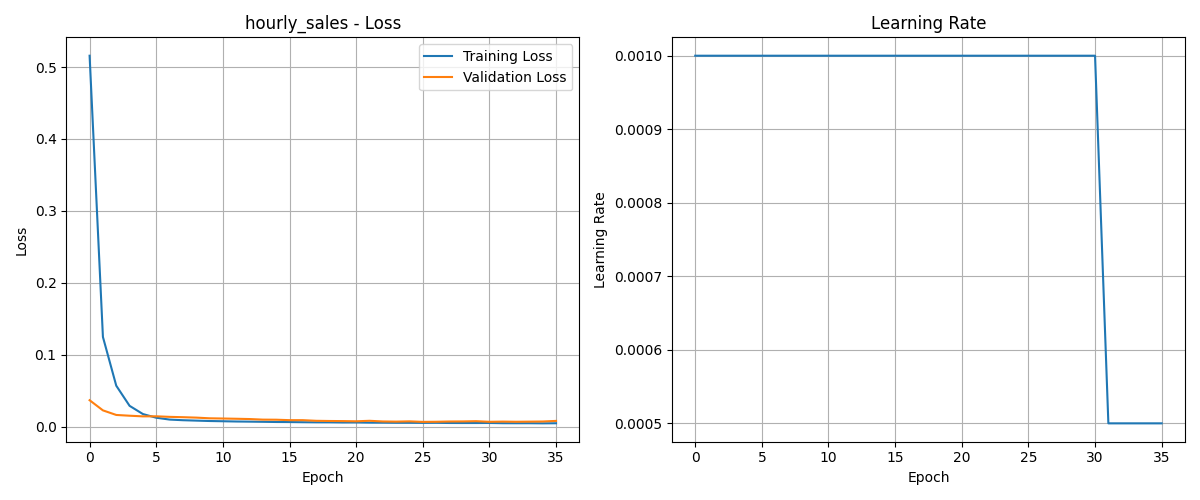 hourly_sales - Loss
Training Loss
Validation Loss
Loss
0.5
0.4
0.3
0.2
0.1
0.0
0 5 10 15 20 25 30 35
Epoch
Learning Rate
Learning Rate
0.0010
0.0009
0.0008
0.0007
0.0006
0.0005
0 5 10 15 20 25 30 35
Epoch